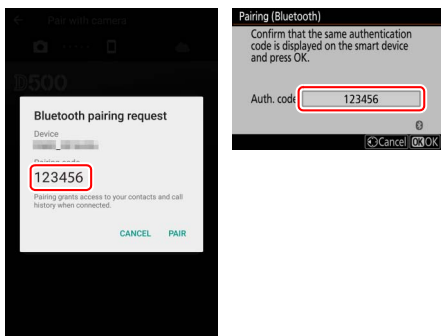 Pair with camera
D500
Bluetooth pairing request
Device
Pairing code
123456
Pairing grants access to your contacts and call
history when connected.
CANCEL PAIR
Pairing (Bluetooth)
Confirm that the same authentication
code is displayed on the smart device
and press OK.
Auth. code 123456
Cancel OK OK